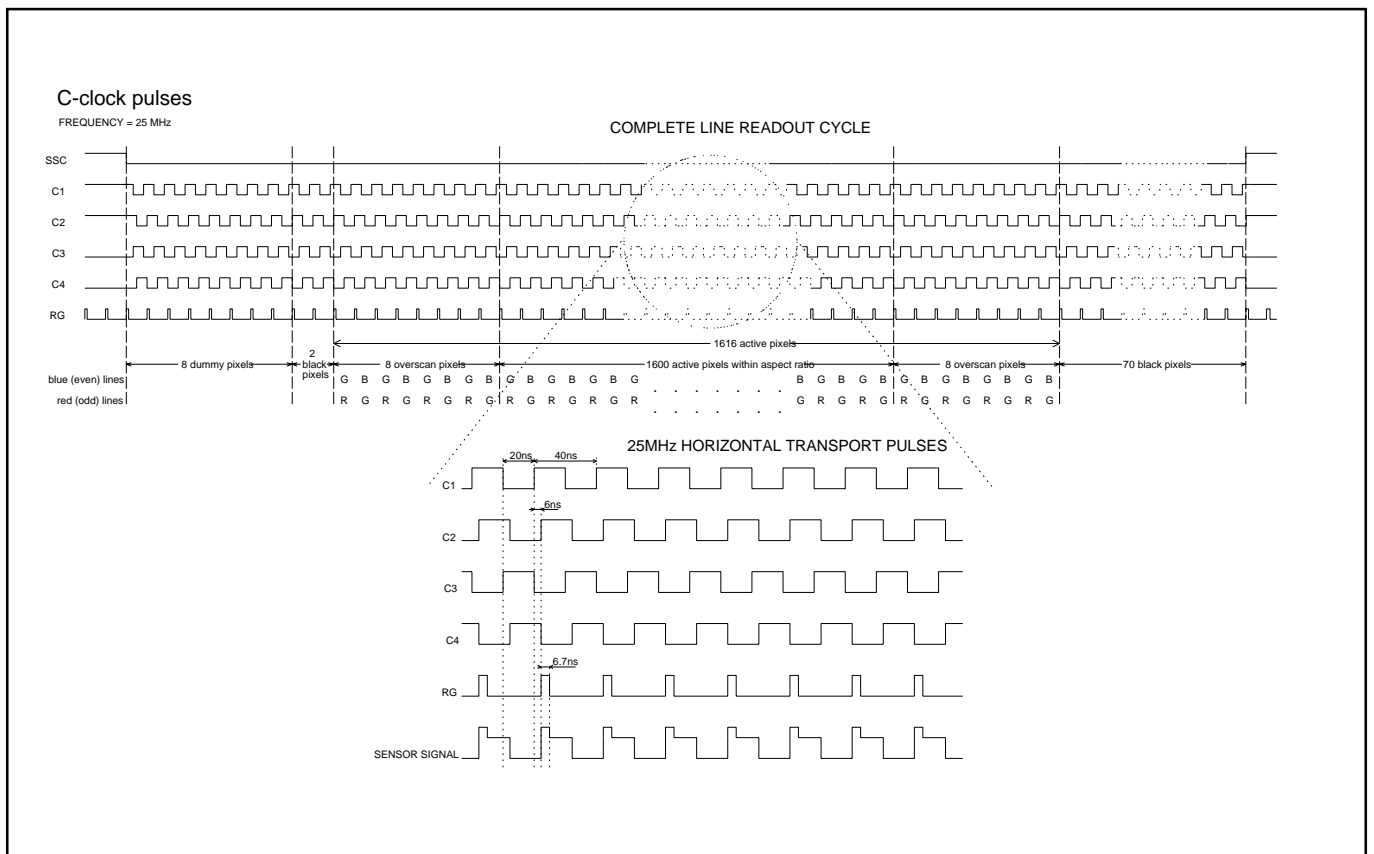 C-clock pulses
FREQUENCY = 25 MHz
COMPLETE LINE READOUT CYCLE
SSC
C1
C2
C3
C4
RG
1616 active pixels
8 dummy pixels
2
black
pixels
8 overscan pixels
1600 active pixels within aspect ratio
8 overscan pixels
70 black pixels
blue (even) lines G B G B G B G B G B G B G B G B G B G B G B G B G B G B
red (odd) lines R G R G R G R G R G R G R G R G R G R G R G R G R G R G
25MHz HORIZONTAL TRANSPORT PULSES
20ns 40ns
C1
6ns
C2
C3
C4
6.7ns
RG
SENSOR SIGNAL